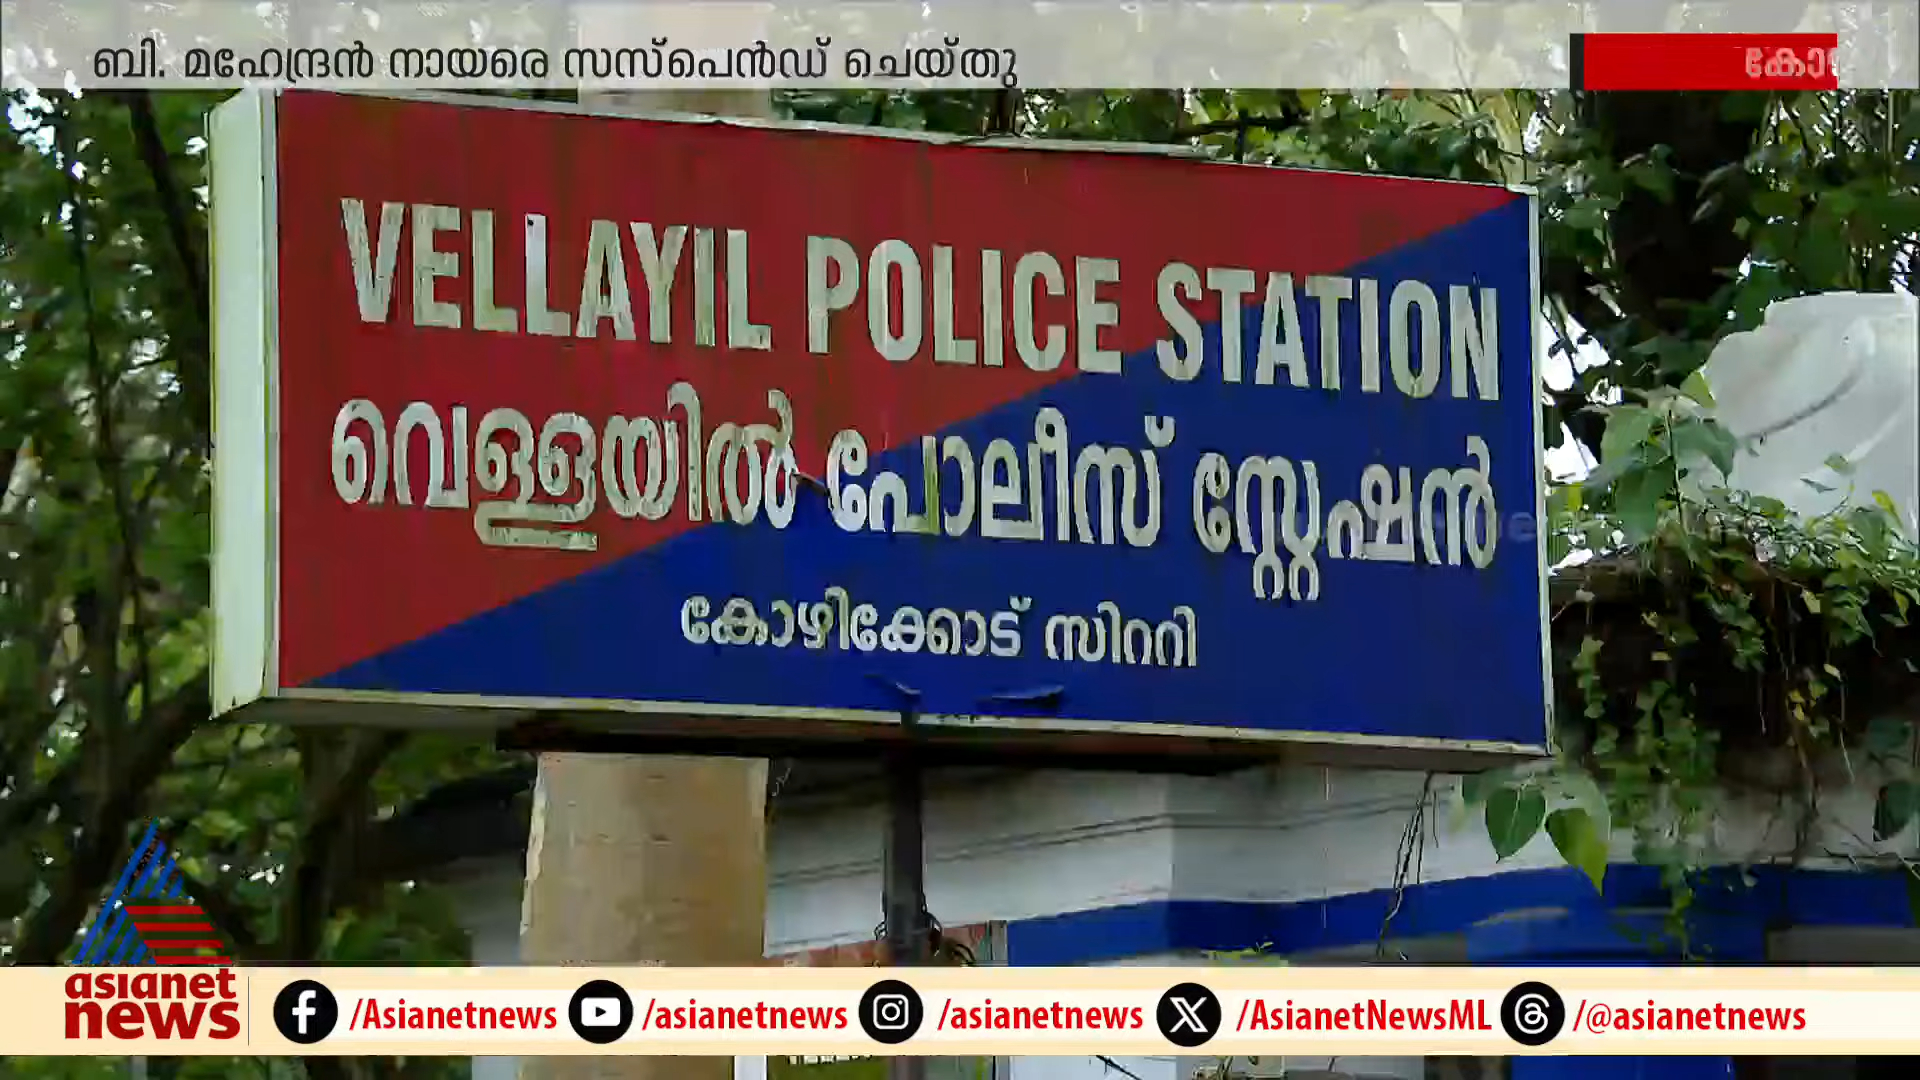 ബി. മഹേന്ദ്രൻ നായരെ സസ്പെൻഡ് ചെയ്തു
VELLAYIL POLICE STATION
വെള്ളയിൽ പോലീസ് സ്റ്റേഷൻ
കോഴിക്കോട് സിററി
asianet
news
/Asianetnews
/asianetnews
/asianetnews
/AsianetNewsML
/@asianetnews